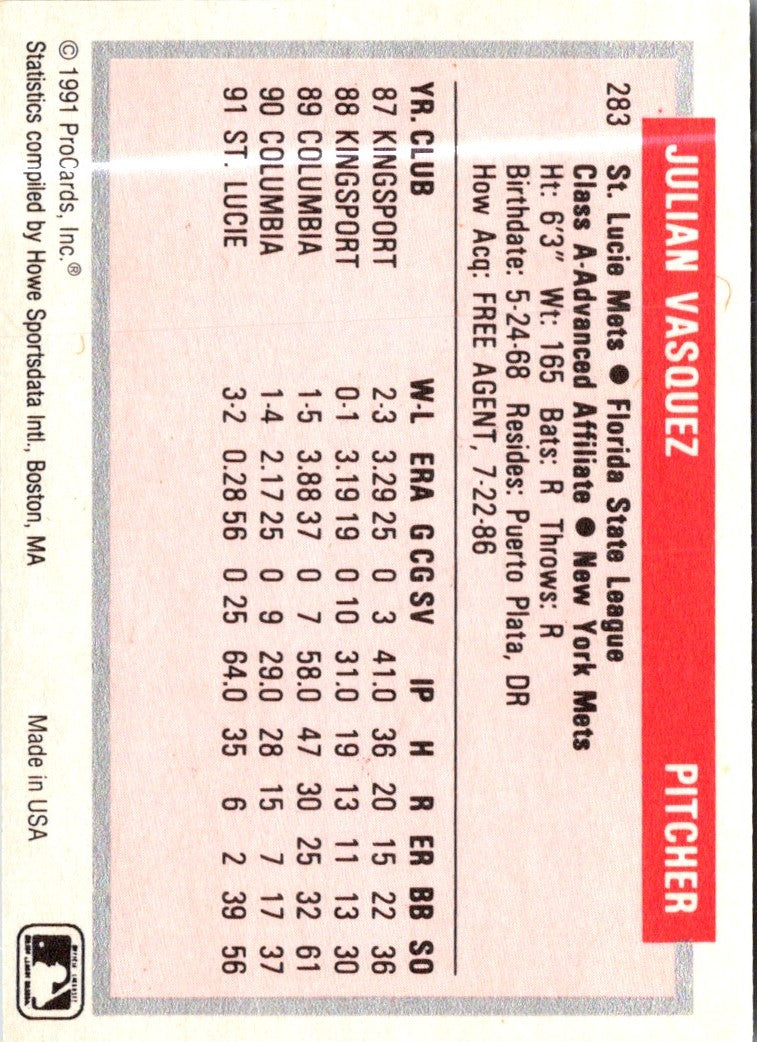 JULIAN VASQUEZ PITCHER
283 St. Lucie Mets ● Florida State League
Class A-Advanced Affiliate ● New York Mets
Ht: 6'3" Wt: 165 Bats: R Throws: R
Birthdate: 5-24-68 Resides: Puerto Plata, DR
How Acq: FREE AGENT, 7-22-86
YR. CLUB W-L ERA G CG SV IP H R ER BB SO
87 KINGSPORT 2-3 3.29 25 0 3 41.0 36 20 15 22 36
88 KINGSPORT 0-1 3.19 19 0 10 31.0 19 13 11 13 30
89 COLUMBIA 1-5 3.88 37 0 7 58.0 47 30 25 32 61
90 COLUMBIA 1-4 2.17 25 0 9 29.0 28 15 7 17 37
91 ST. LUCIE 3-2 0.28 56 0 25 64.0 35 6 2 39 56
© 1991 ProCards, Inc.®
Statistics compiled by Howe Sportsdata Intl., Boston, MA Made in USA